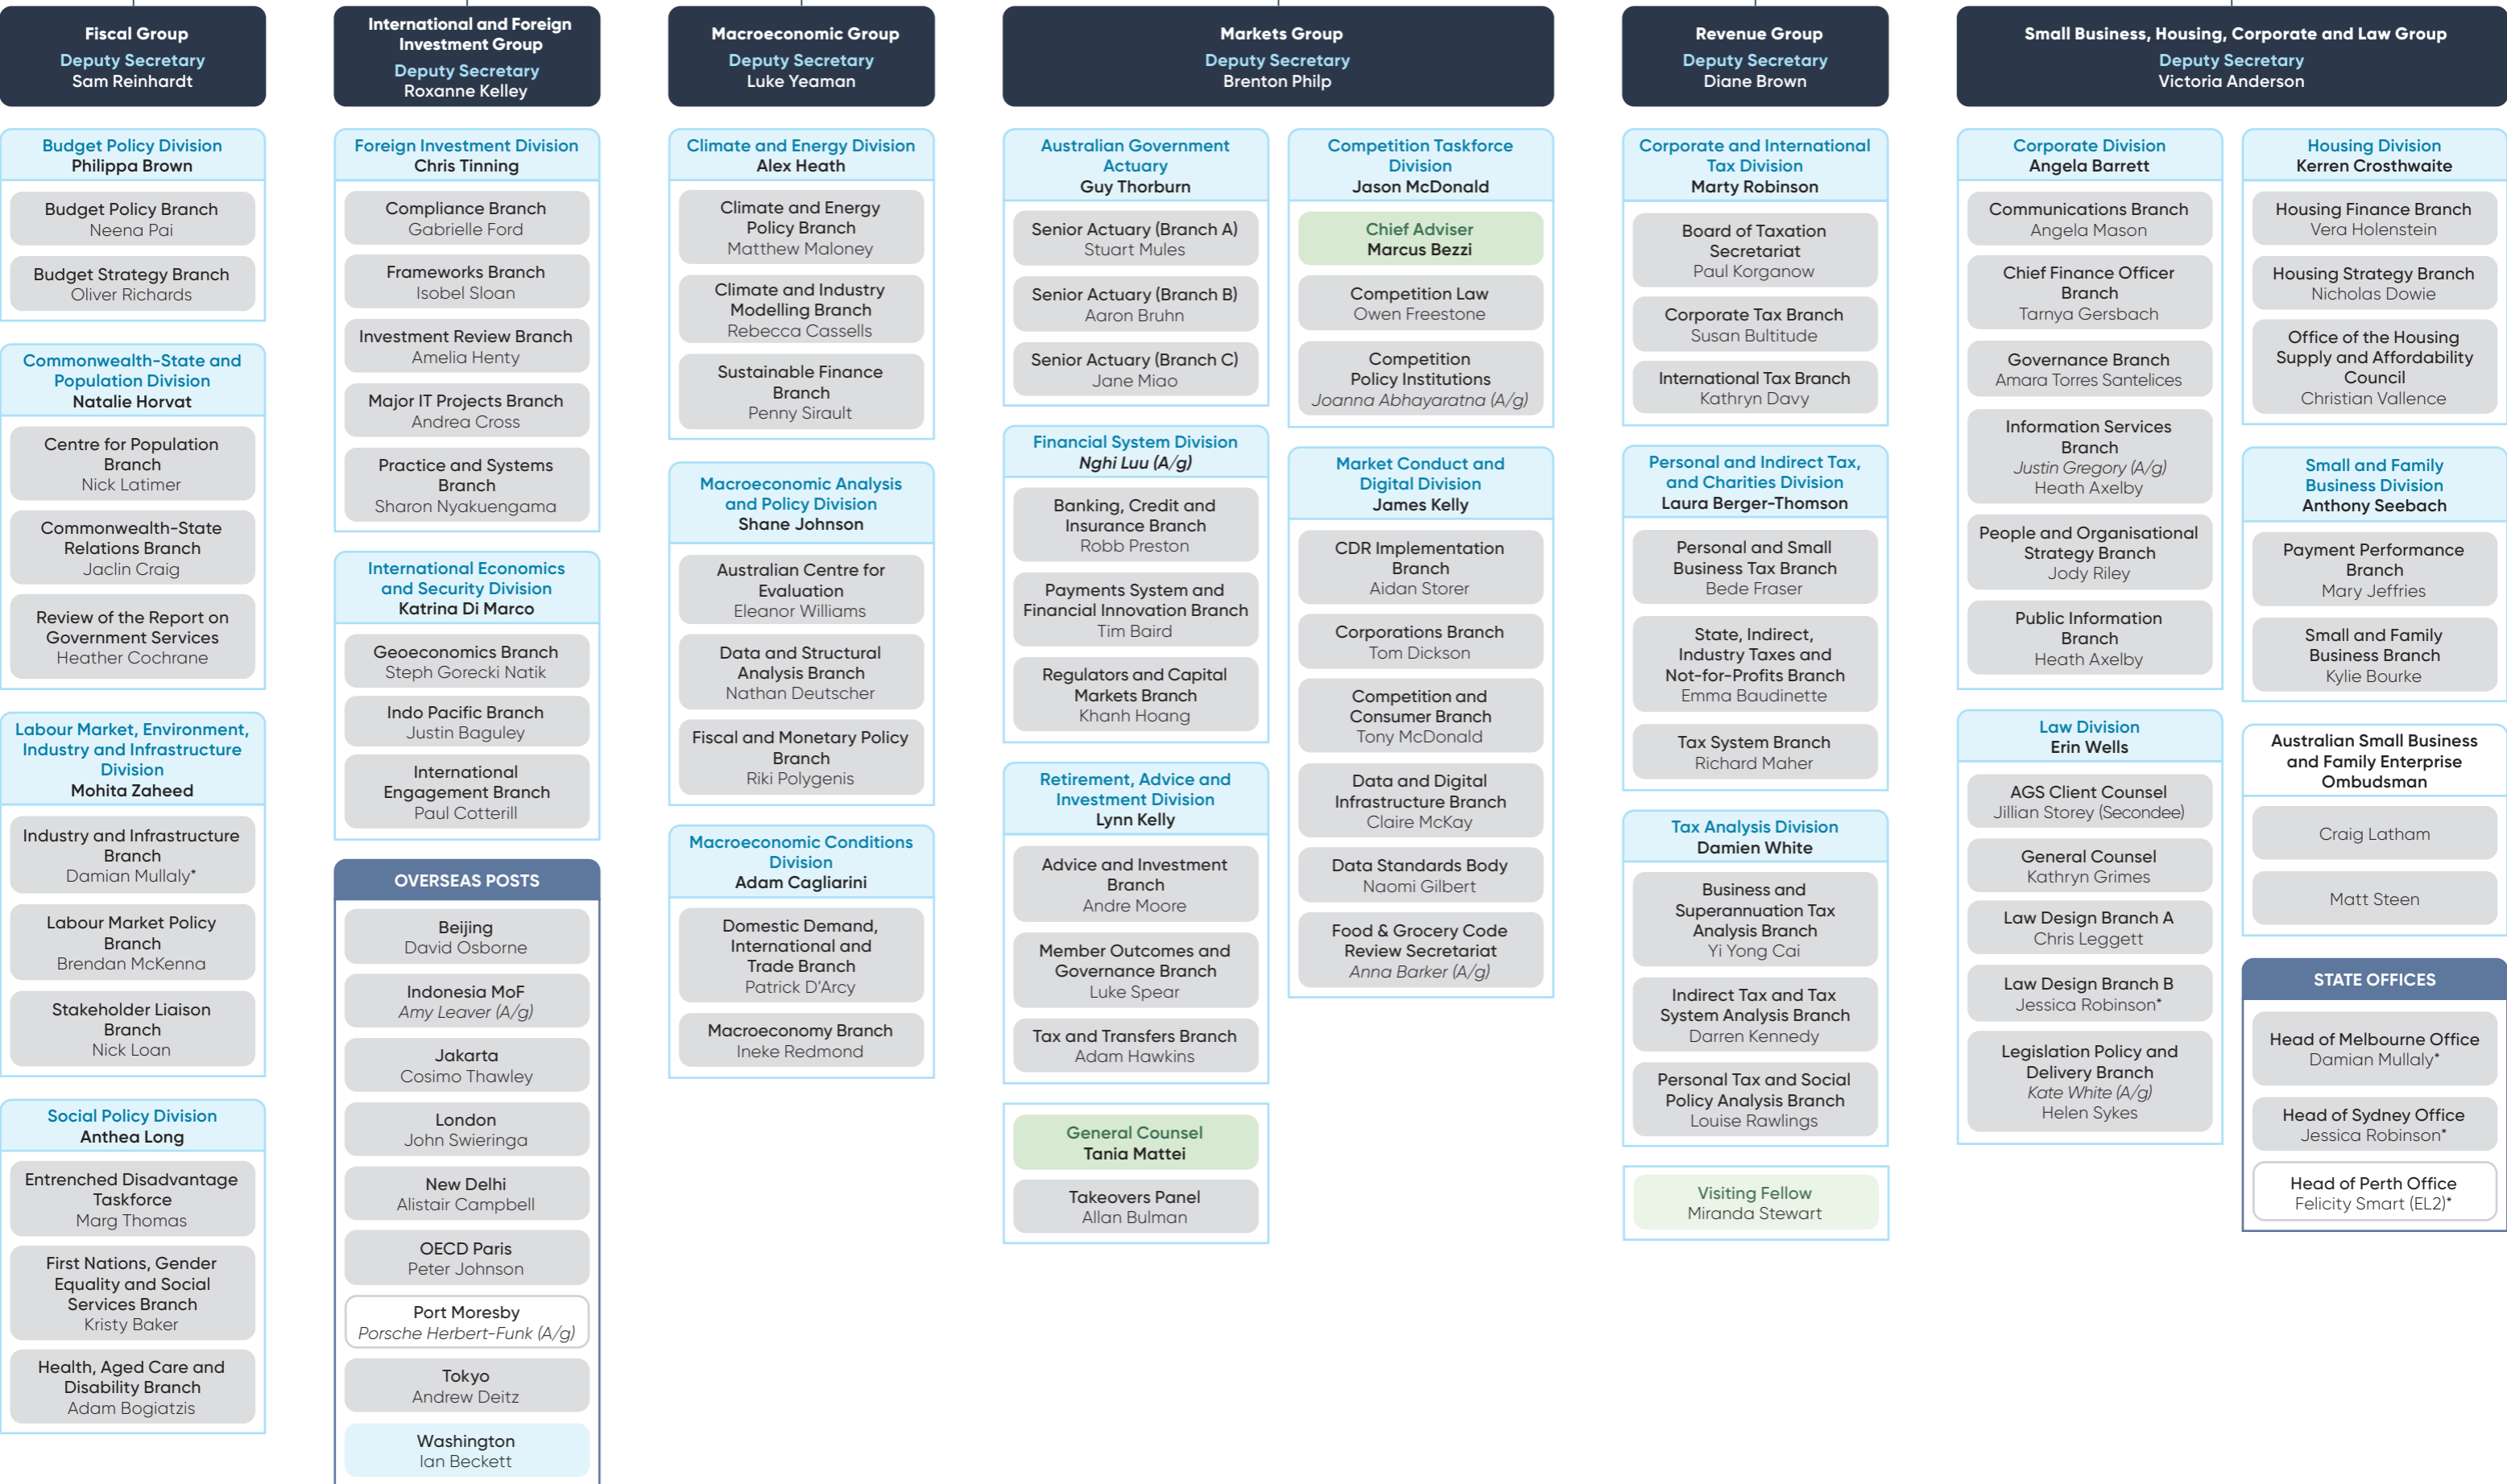 Fiscal Group
Deputy Secretary
Sam Reinhardt
Budget Policy Division
Philippa Brown
Budget Policy Branch
Neena Pai
Budget Strategy Branch
Oliver Richards
Commonwealth-State and
Population Division
Natalie Horvat
Centre for Population
Branch
Nick Latimer
Commonwealth-State
Relations Branch
Jaclin Craig
Review of the Report on
Government Services
Heather Cochrane
Labour Market, Environment,
Industry and Infrastructure
Division
Mohita Zaheed
Industry and Infrastructure
Branch
Damian Mullaly*
Labour Market Policy
Branch
Brendan McKenna
Stakeholder Liaison
Branch
Nick Loan
Social Policy Division
Anthea Long
Entrenched Disadvantage
Taskforce
Marg Thomas
First Nations, Gender
Equality and Social
Services Branch
Kristy Baker
Health, Aged Care and
Disability Branch
Adam Bogiatzis
International and Foreign
Investment Group
Deputy Secretary
Roxanne Kelley
Foreign Investment Division
Chris Tinning
Compliance Branch
Gabrielle Ford
Frameworks Branch
Isobel Sloan
Investment Review Branch
Amelia Henty
Major IT Projects Branch
Andrea Cross
Practice and Systems
Branch
Sharon Nyakuengama
International Economics
and Security Division
Katrina Di Marco
Geoeconomics Branch
Steph Gorecki Natik
Indo Pacific Branch
Justin Baguley
International
Engagement Branch
Paul Cotterill
OVERSEAS POSTS
Beijing
David Osborne
Indonesia MoF
Amy Leaver (A/g)
Jakarta
Cosimo Thawley
London
John Swieringa
New Delhi
Alistair Campbell
OECD Paris
Peter Johnson
Port Moresby
Porsche Herbert-Funk (A/g)
Tokyo
Andrew Deitz
Washington
Ian Beckett
Macroeconomic Group
Deputy Secretary
Luke Yeaman
Climate and Energy Division
Alex Heath
Climate and Energy
Policy Branch
Matthew Maloney
Climate and Industry
Modelling Branch
Rebecca Cassells
Sustainable Finance
Branch
Penny Sirault
Macroeconomic Analysis
and Policy Division
Shane Johnson
Australian Centre for
Evaluation
Eleanor Williams
Data and Structural
Analysis Branch
Nathan Deutscher
Fiscal and Monetary Policy
Branch
Riki Polygenis
Macroeconomic Conditions
Division
Adam Cagliarini
Domestic Demand,
International and
Trade Branch
Patrick D'Arcy
Macroeconomy Branch
Ineke Redmond
Markets Group
Deputy Secretary
Brenton Philp
Australian Government
Actuary
Guy Thorburn
Senior Actuary (Branch A)
Stuart Mules
Senior Actuary (Branch B)
Aaron Bruhn
Senior Actuary (Branch C)
Jane Miao
Financial System Division
Nghi Luu (A/g)
Banking, Credit and
Insurance Branch
Robb Preston
Payments System and
Financial Innovation Branch
Tim Baird
Regulators and Capital
Markets Branch
Khanh Hoang
Retirement, Advice and
Investment Division
Lynn Kelly
Advice and Investment
Branch
Andre Moore
Member Outcomes and
Governance Branch
Luke Spear
Tax and Transfers Branch
Adam Hawkins
General Counsel
Tania Mattei
Takeovers Panel
Allan Bulman
Competition Taskforce
Division
Jason McDonald
Chief Adviser
Marcus Bezzi
Competition Law
Owen Freestone
Competition
Policy Institutions
Joanna Abhayaratna (A/g)
Market Conduct and
Digital Division
James Kelly
CDR Implementation
Branch
Aidan Storer
Corporations Branch
Tom Dickson
Competition and
Consumer Branch
Tony McDonald
Data and Digital
Infrastructure Branch
Claire McKay
Data Standards Body
Naomi Gilbert
Food & Grocery Code
Review Secretariat
Anna Barker (A/g)
Revenue Group
Deputy Secretary
Diane Brown
Corporate and International
Tax Division
Marty Robinson
Board of Taxation
Secretariat
Paul Korganow
Corporate Tax Branch
Susan Bultitude
International Tax Branch
Kathryn Davy
Personal and Indirect Tax,
and Charities Division
Laura Berger-Thomson
Personal and Small
Business Tax Branch
Bede Fraser
State, Indirect,
Industry Taxes and
Not-for-Profits Branch
Emma Baudinette
Tax System Branch
Richard Maher
Tax Analysis Division
Damien White
Business and
Superannuation Tax
Analysis Branch
Yi Yong Cai
Indirect Tax and Tax
System Analysis Branch
Darren Kennedy
Personal Tax and Social
Policy Analysis Branch
Louise Rawlings
Visiting Fellow
Miranda Stewart
Small Business, Housing, Corporate and Law Group
Deputy Secretary
Victoria Anderson
Corporate Division
Angela Barrett
Communications Branch
Angela Mason
Chief Finance Officer
Branch
Tarnya Gersbach
Governance Branch
Amara Torres Santelices
Information Services
Branch
Justin Gregory (A/g)
Heath Axelby
People and Organisational
Strategy Branch
Jody Riley
Public Information
Branch
Heath Axelby
Law Division
Erin Wells
AGS Client Counsel
Jillian Storey (Secondee)
General Counsel
Kathryn Grimes
Law Design Branch A
Chris Leggett
Law Design Branch B
Jessica Robinson*
Legislation Policy and
Delivery Branch
Kate White (A/g)
Helen Sykes
Housing Division
Kerren Crosthwaite
Housing Finance Branch
Vera Holenstein
Housing Strategy Branch
Nicholas Dowie
Office of the Housing
Supply and Affordability
Council
Christian Vallence
Small and Family
Business Division
Anthony Seebach
Payment Performance
Branch
Mary Jeffries
Small and Family
Business Branch
Kylie Bourke
Australian Small Business
and Family Enterprise
Ombudsman
Craig Latham
Matt Steen
STATE OFFICES
Head of Melbourne Office
Damian Mullaly*
Head of Sydney Office
Jessica Robinson*
Head of Perth Office
Felicity Smart (EL2)*